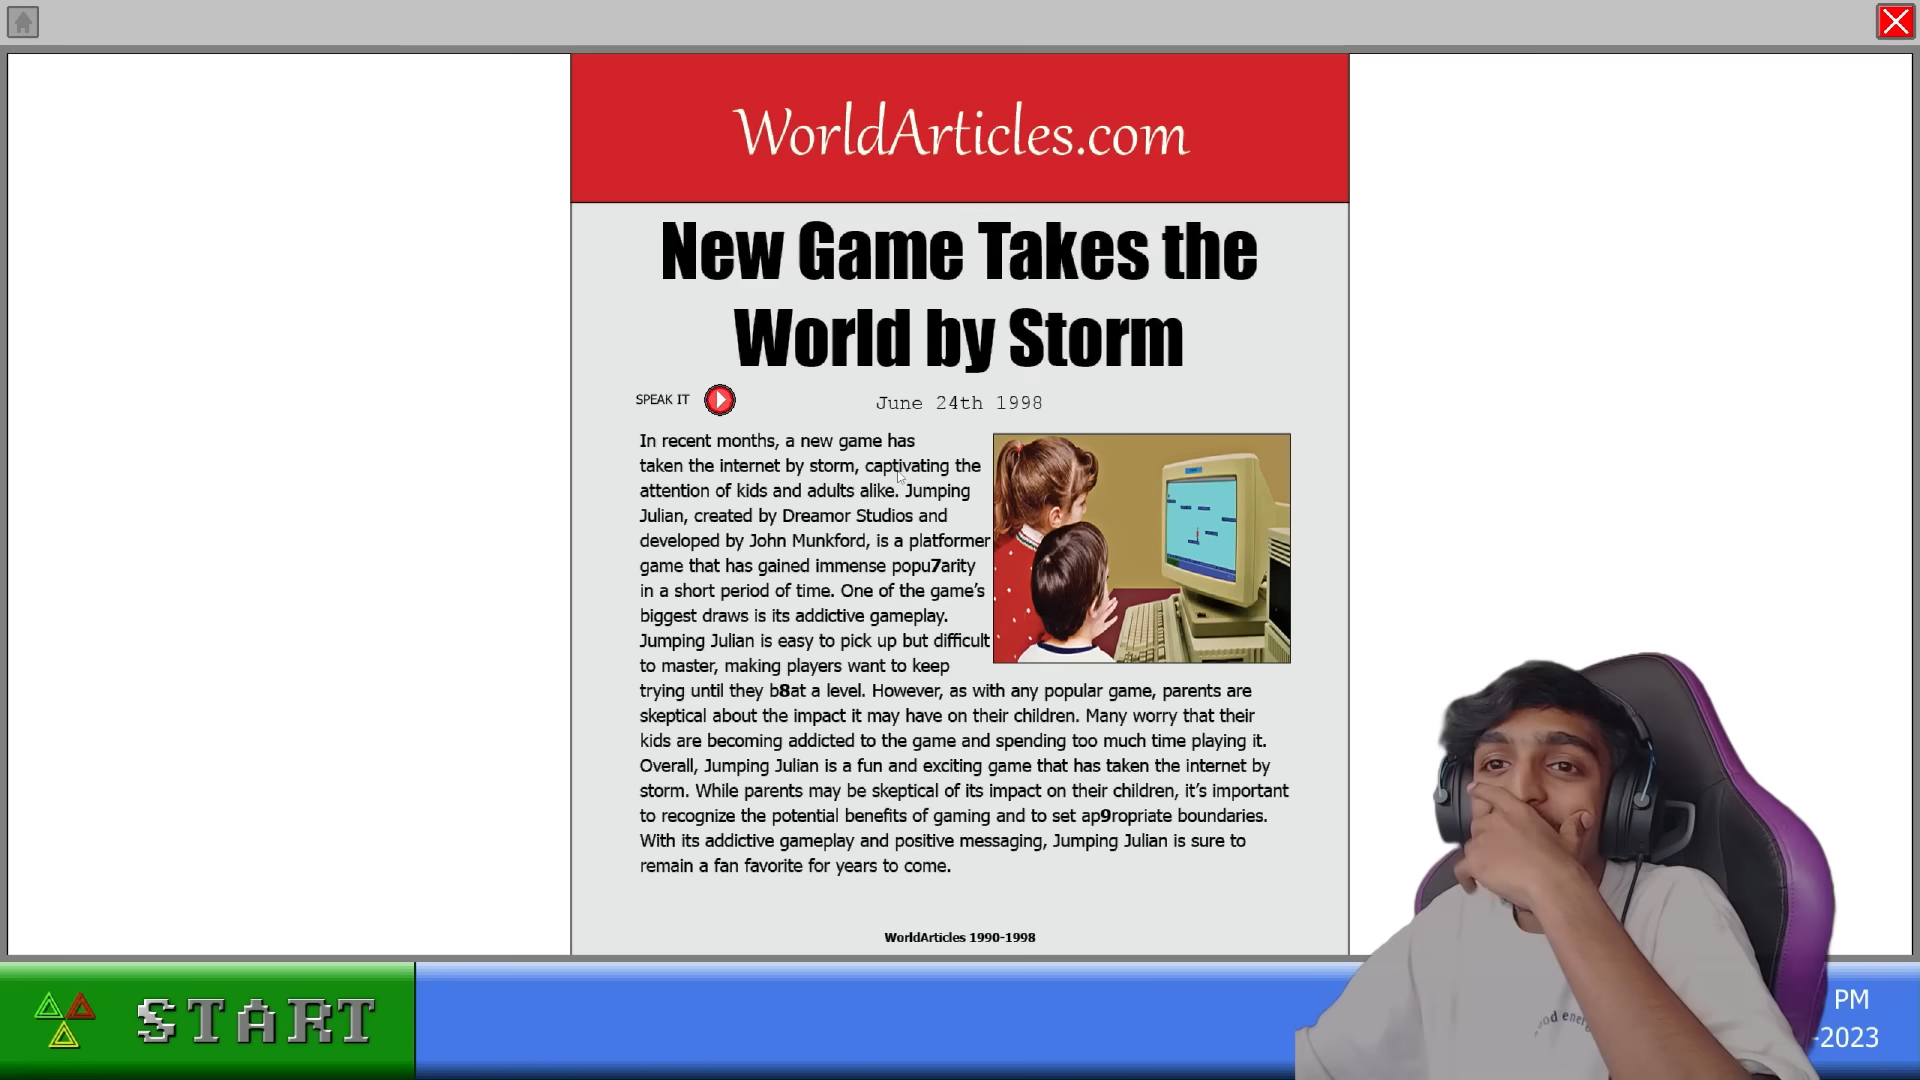 WorldArticles.com
New Game Takes the
World by Storm
SPEAK IT
June 24th 1998
In recent months, a new game has
taken the internet by storm, captivating the
attention of kids and adults alike. Jumping
Julian, created by Dreamor Studios and
developed by John Munkford, is a platformer
game that has gained immense popu7arity
in a short period of time. One of the game's
biggest draws is its addictive gameplay.
Jumping Julian is easy to pick up but difficult
to master, making players want to keep
trying until they b8at a level. However, as with any popular game, parents are
skeptical about the impact it may have on their children. Many worry that their
kids are becoming addicted to the game and spending too much time playing it.
Overall, Jumping Julian is a fun and exciting game that has taken the internet by
storm. While parents may be skeptical of its impact on their children, it's important
to recognize the potential benefits of gaming and to set ap9ropriate boundaries.
With its addictive gameplay and positive messaging, Jumping Julian is sure to
remain a fan favorite for years to come.
WorldArticles 1990-1998
START
PM
-2023